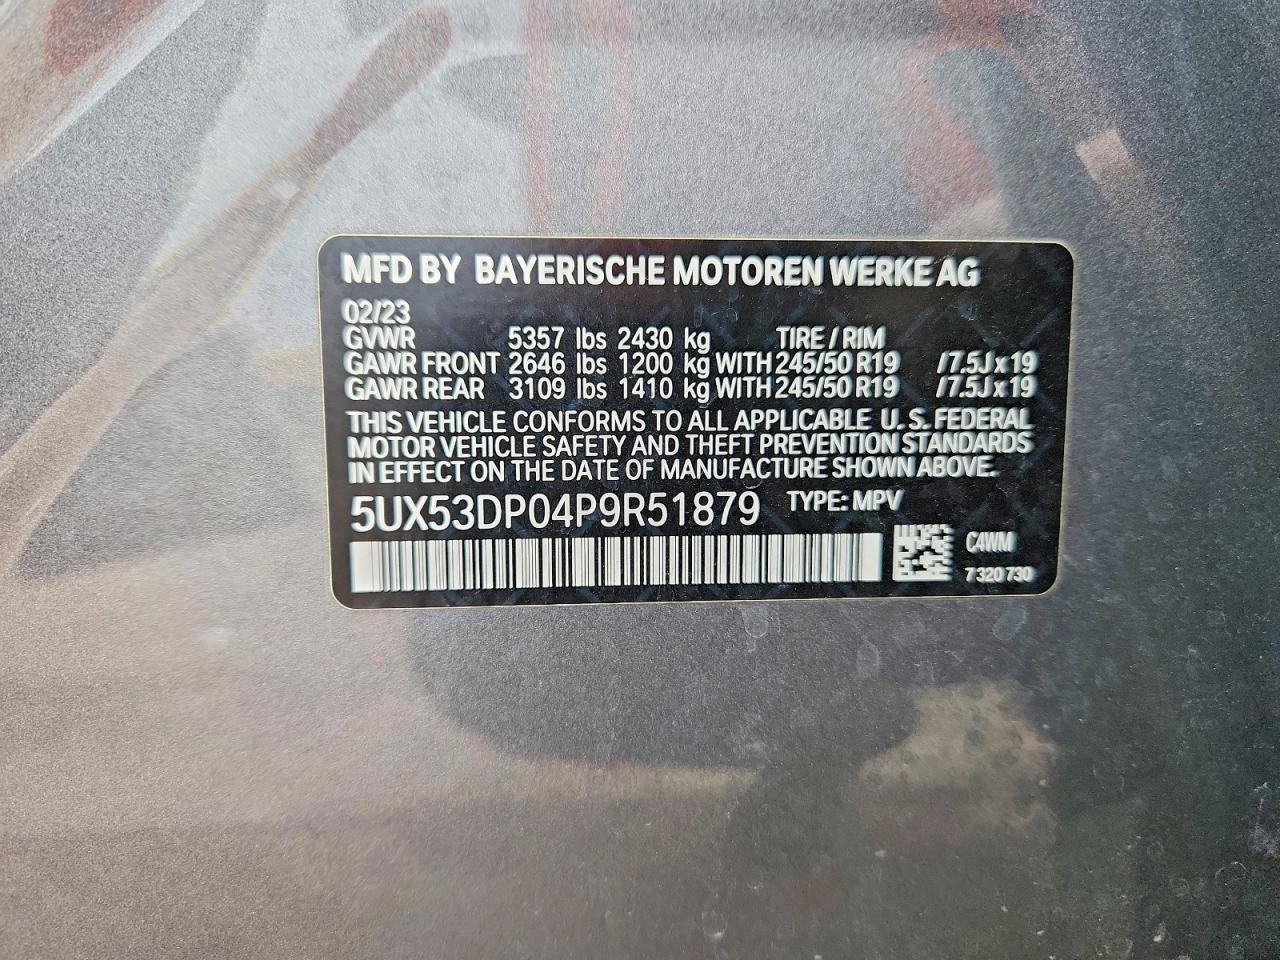 MFD BY BAYERISCHE MOTOREN WERKE AG
02/23
GVWR 5357 lbs 2430 kg TIRE / RIM
GAWR FRONT 2646 lbs 1200 kg WITH 245/50 R19 /7.5J x 19
GAWR REAR 3109 lbs 1410 kg WITH 245/50 R19 /7.5J x 19
THIS VEHICLE CONFORMS TO ALL APPLICABLE U.S. FEDERAL
MOTOR VEHICLE SAFETY AND THEFT PREVENTION STANDARDS
IN EFFECT ON THE DATE OF MANUFACTURE SHOWN ABOVE.
5UX53DP04P9R51879 TYPE: MPV
C4WM
7 320 730